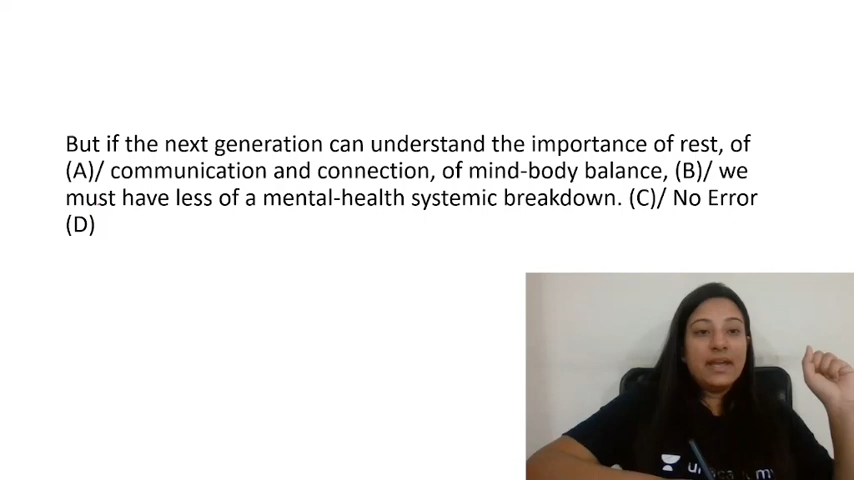 But if the next generation can understand the importance of rest, of
(A)/ communication and connection, of mind-body balance, (B)/ we
must have less of a mental-health systemic breakdown. (C)/ No Error
(D)